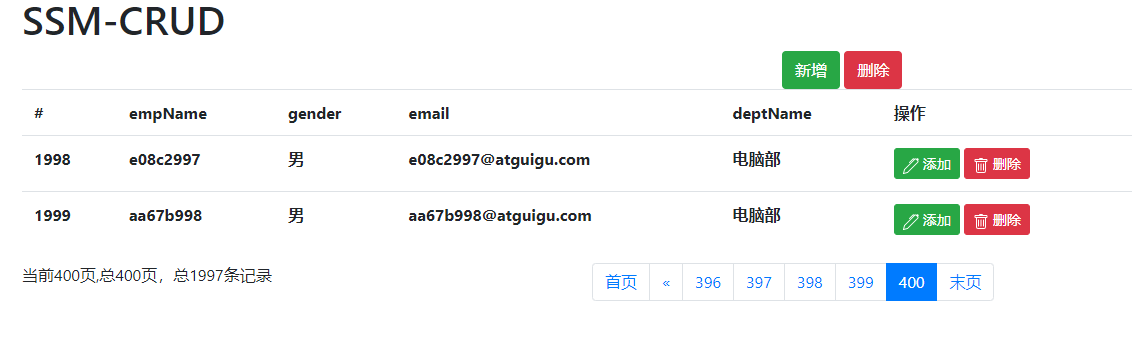 SSM-CRUD
新增 删除
# empName gender email deptName 操作
1998 e08c2997 男 e08c2997@atguigu.com 电脑部 添加 删除
1999 aa67b998 男 aa67b998@atguigu.com 电脑部 添加 删除
当前400页,总400页，总1997条记录 首页 « 396 397 398 399 400 末页